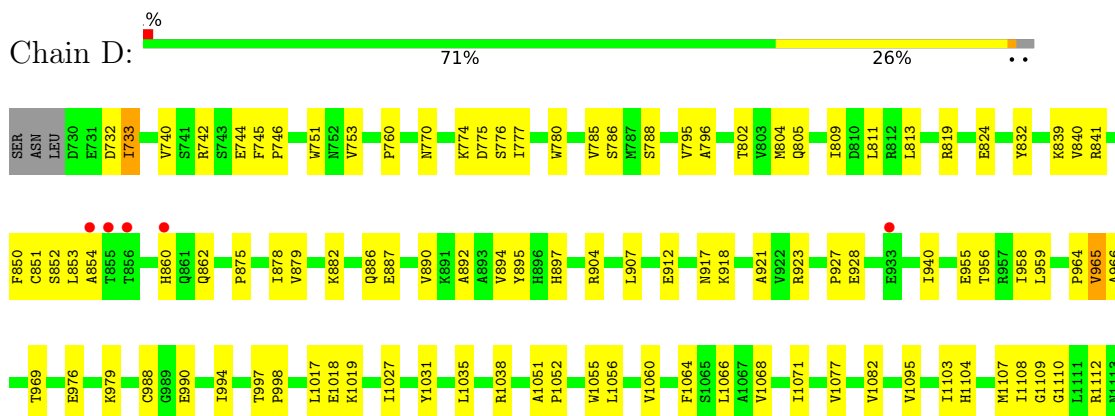 .%
Chain D:
71% 26% • •
SER ASN LEU D730 E731 D732 I733 V740 S741 R742 S743 E744 F745 P746 W751 N752 V753 P760 N770 K774 D775 S776 I777 W780 V785 S786 M787 S788 V795 A796 T802 V803 M804 Q805 I809 D810 L811 R812 L813 R819 E824 Y832 K839 V840 R841
F850 C851 S852 L853 A854 T855 T856 H860 Q861 Q862 P875 I878 V879 K882 Q886 E887 V890 K891 A892 A893 V894 Y895 H896 H897 R904 L907 E912 N917 K918 A921 V922 R923 P927 E928 E933 I940 E955 T956 R957 I958 L959 P964 V965 A966
T969 E976 K979 C988 G989 E990 I994 T997 P998 L1017 E1018 K1019 I1027 Y1031 L1035 R1038 A1051 P1052 W1055 L1056 V1060 F1064 S1065 L1066 A1067 V1068 I1071 V1077 V1082 V1095 I1103 H1104 M1107 I1108 G1109 G1110 L1111 R1112 N1113